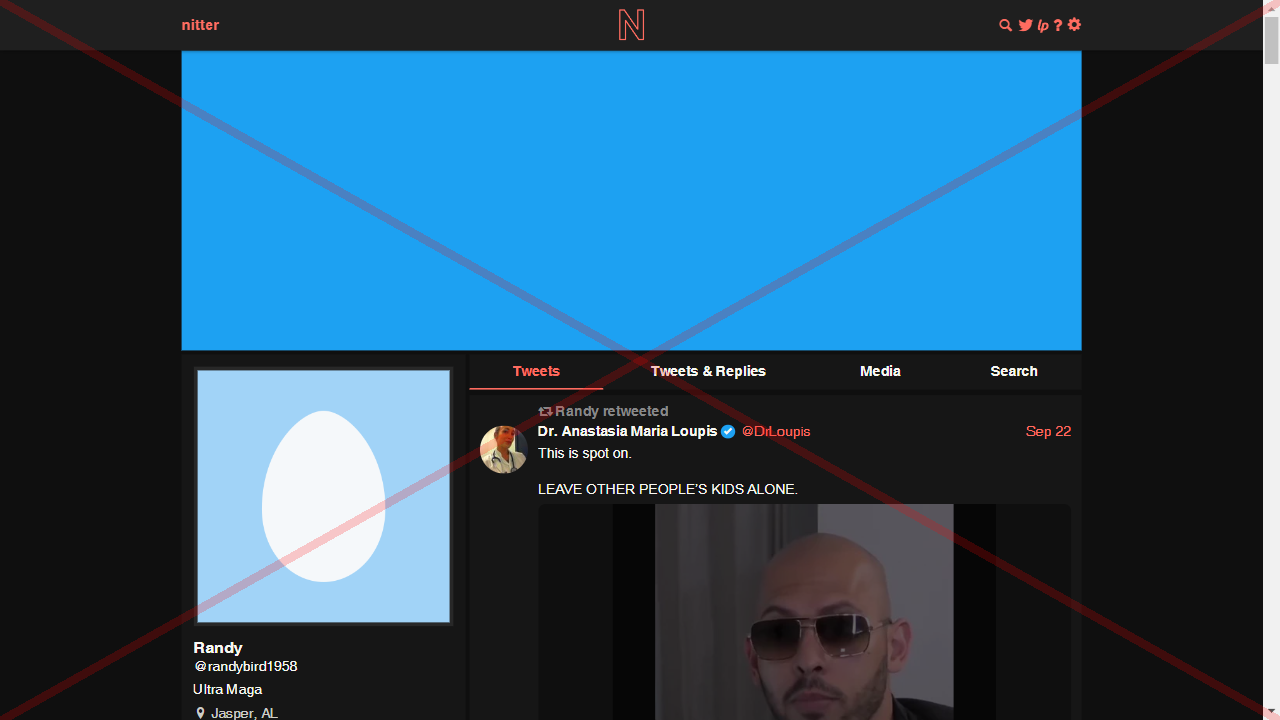 nitter
N
lp ?
Tweets
Tweets & Replies
Media
Search
Randy retweeted
Dr. Anastasia Maria Loupis @DrLoupis Sep 22
This is spot on.
LEAVE OTHER PEOPLE'S KIDS ALONE.
Randy
@randybird1958
Ultra Maga
Jasper, AL